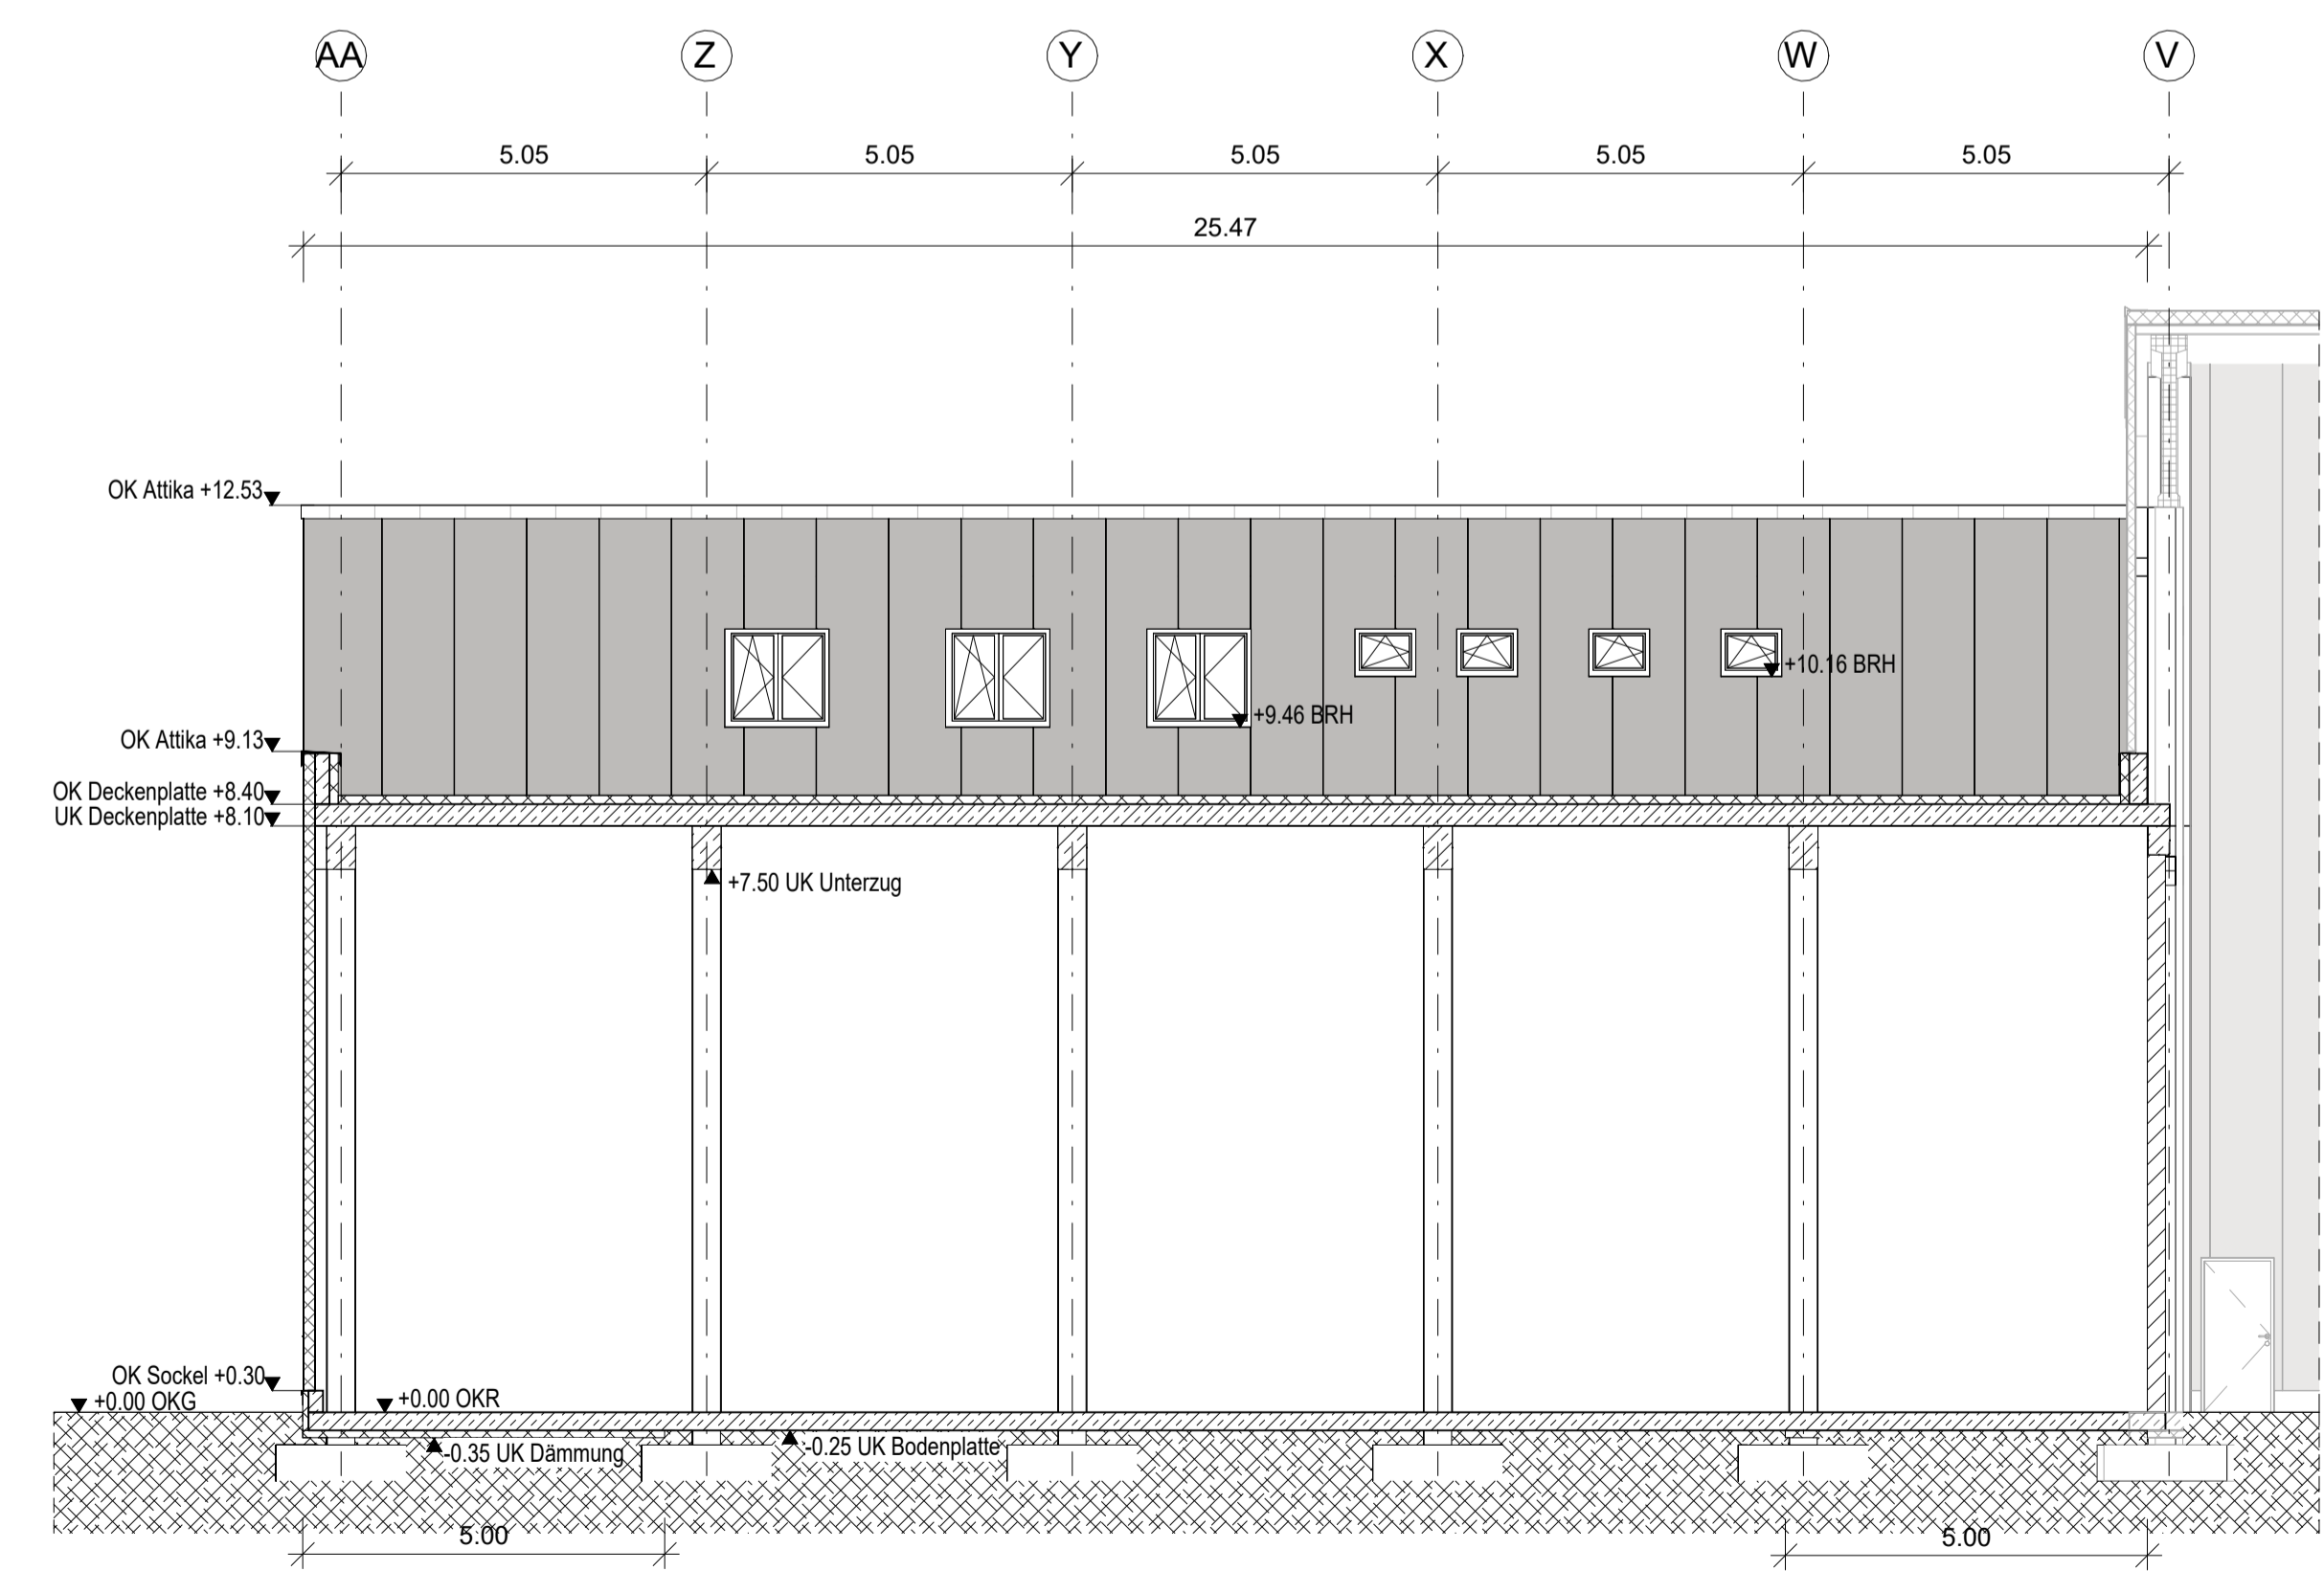 AA Z Y X W V
5.05 5.05 5.05 5.05 5.05
25.47
OK Attika +12.53
+10.16 BRH
+9.46 BRH
OK Attika +9.13
OK Deckenplatte +8.40
UK Deckenplatte +8.10
+7.50 UK Unterzug
OK Sockel +0.30
+0.00 OKG
+0.00 OKR
-0.35 UK Dämmung
-0.25 UK Bodenplatte
5.00 5.00